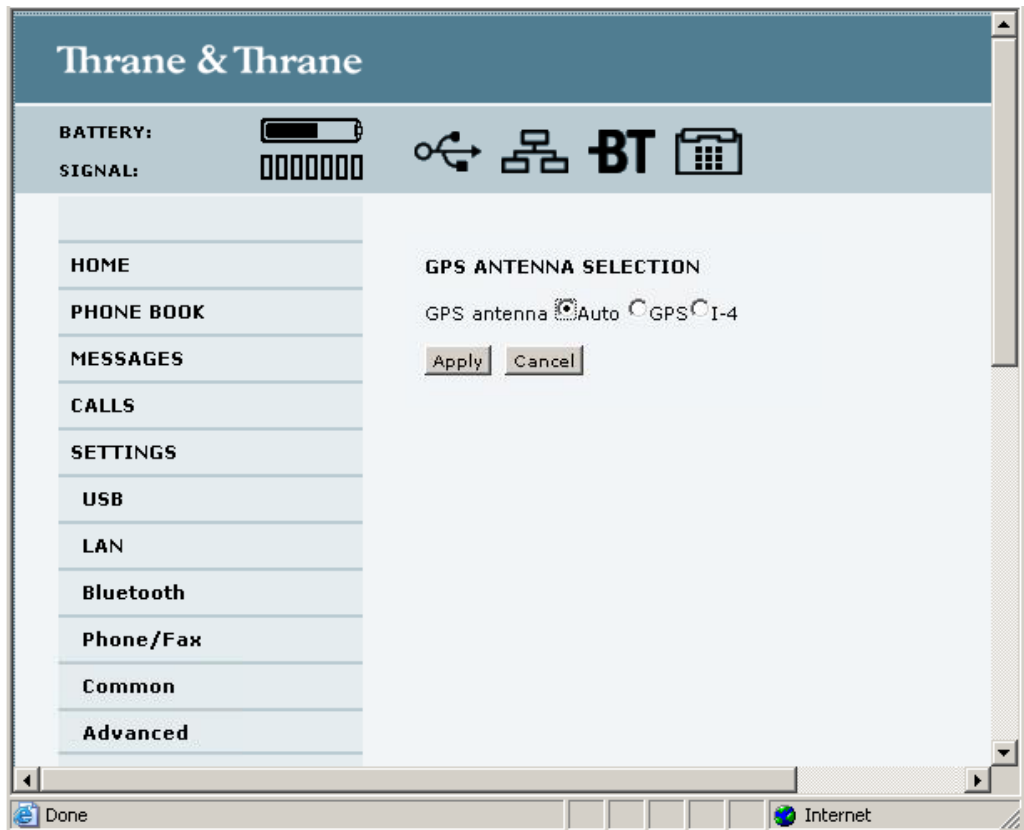 Thrane & Thrane
BATTERY:
SIGNAL:
BT
HOME
PHONE BOOK
MESSAGES
CALLS
SETTINGS
USB
LAN
Bluetooth
Phone/Fax
Common
Advanced
GPS ANTENNA SELECTION
GPS antenna Auto GPS I-4
Apply Cancel
Done Internet